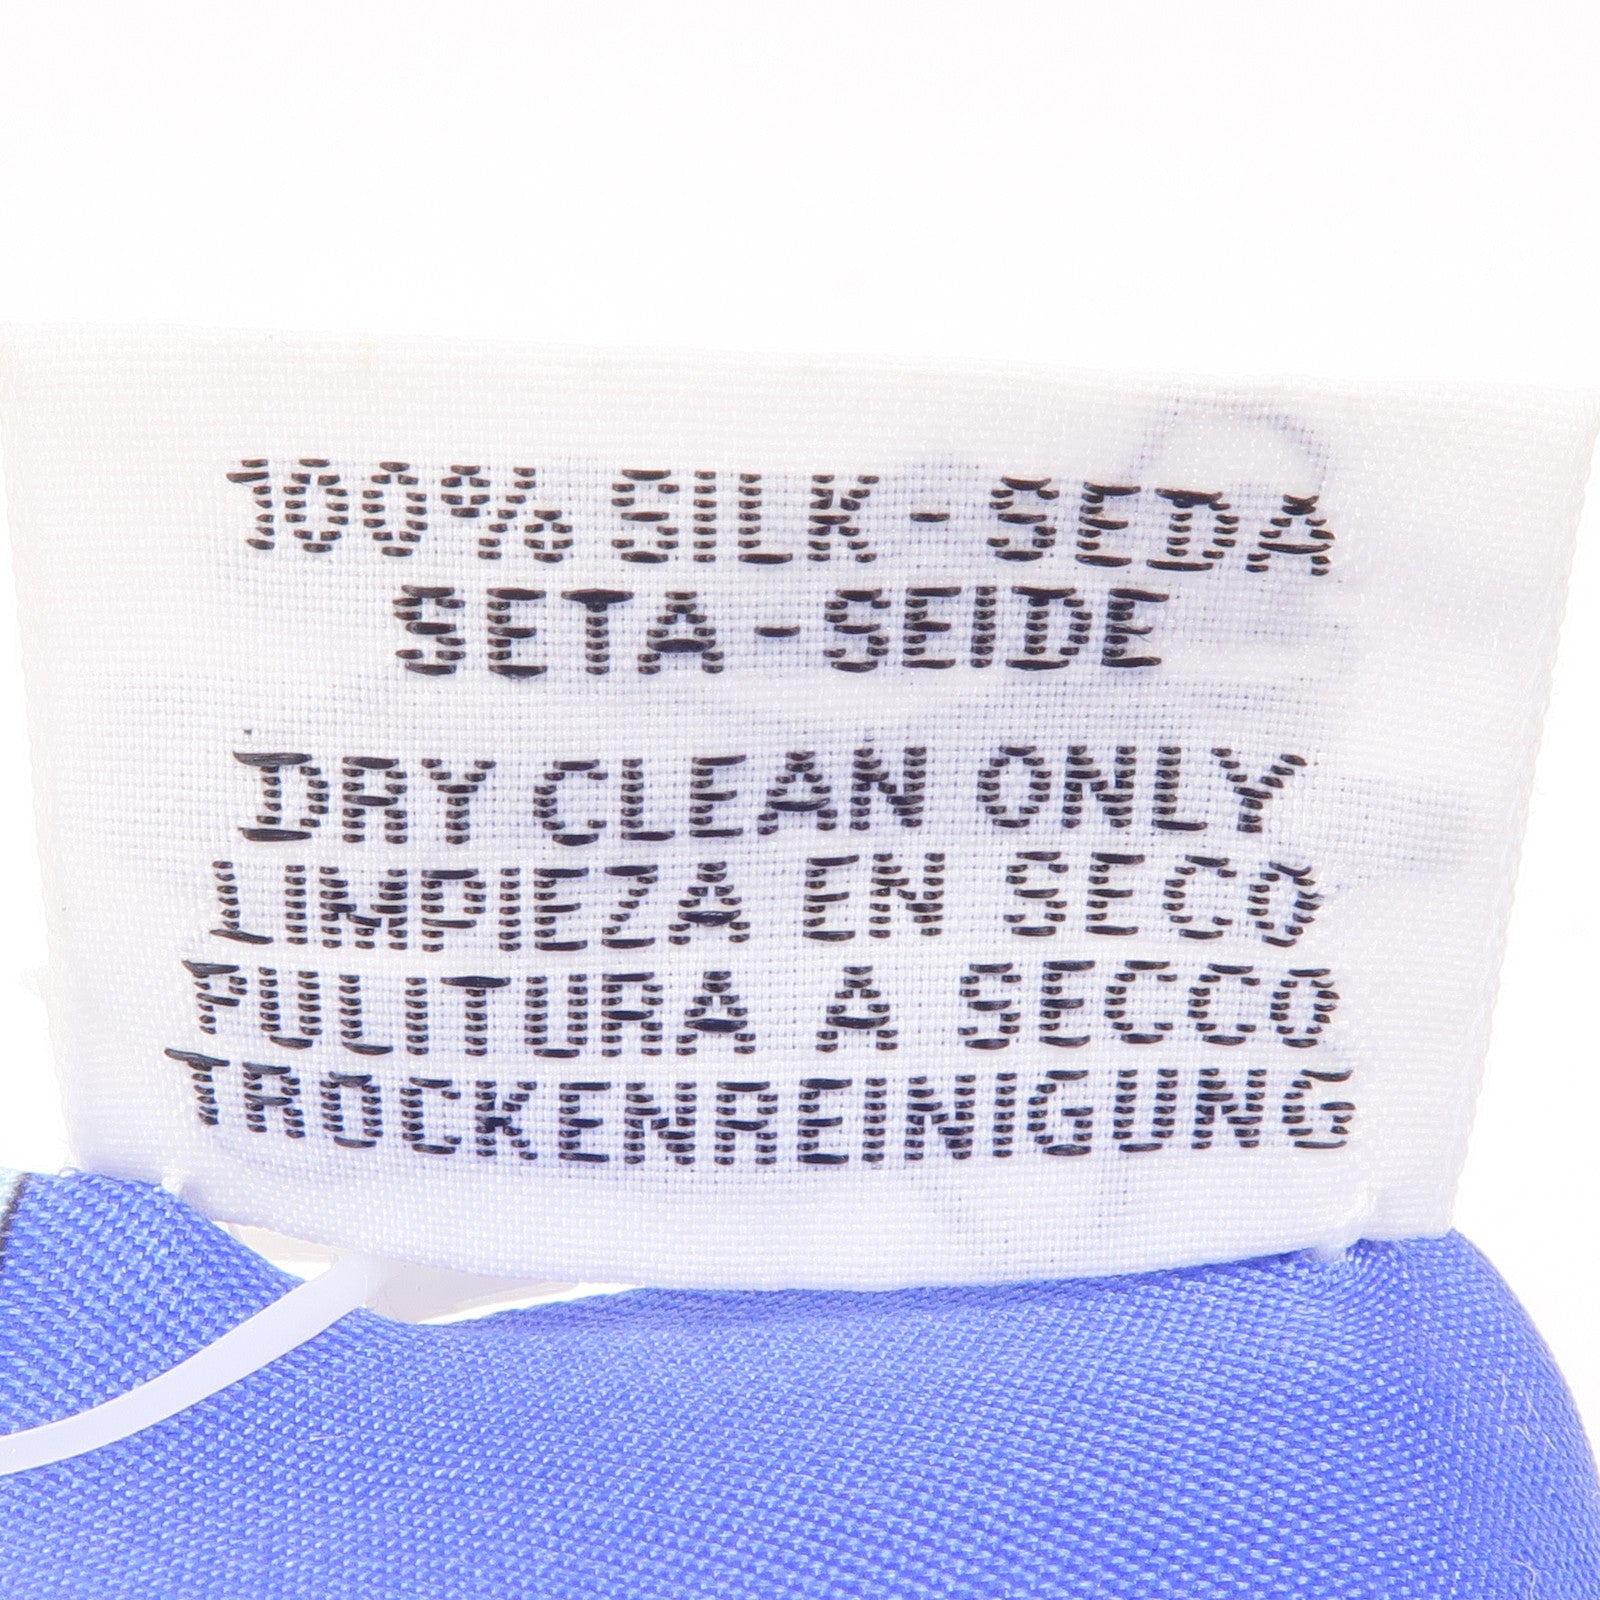 100% SILK - SEDA
SETA - SEIDE
DRY CLEAN ONLY
LIMPIEZA EN SECO
PULITURA A SECCO
TROCKENREINIGUNG